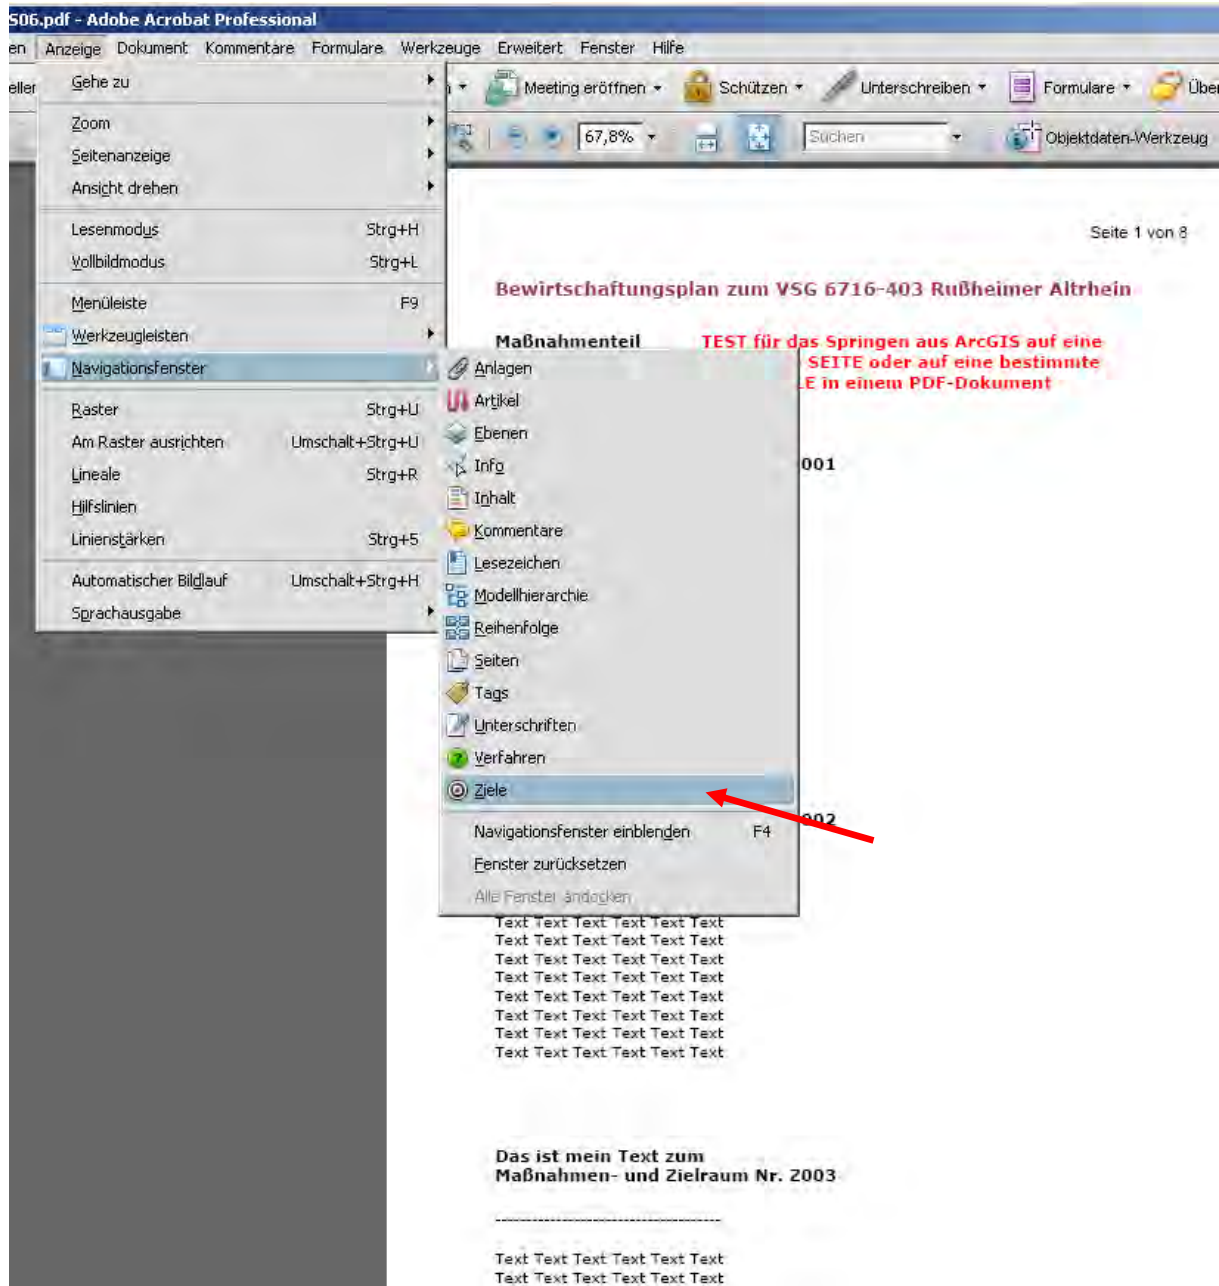 S06.pdf - Adobe Acrobat Professional
en Anzeige Dokument Kommentare Formulare Werkzeuge Erweitert Fenster Hilfe
eller Meeting eröffnen Schützen Unterschreiben Formulare Über
67,8% Suchen Objektdaten-Werkzeug
Gehe zu
Zoom
Seitenanzeige
Ansicht drehen
Lesenmodus Strg+H
Vollbildmodus Strg+L
Menüleiste F9
Werkzeugleisten
Navigationsfenster
Raster Strg+U
Am Raster ausrichten Umschalt+Strg+U
Lineale Strg+R
Hilfslinien
Linienstärken Strg+5
Automatischer Bildlauf Umschalt+Strg+H
Sprachausgabe
Anlagen
Artikel
Ebenen
Info
Inhalt
Kommentare
Lesezeichen
Modellhierarchie
Reihenfolge
Seiten
Tags
Unterschriften
Verfahren
Ziele
Navigationsfenster einblenden F4
Fenster zurücksetzen
Alle Fenster andocken
Seite 1 von 8
Bewirtschaftungsplan zum VSG 6716-403 Rußheimer Altrhein
Maßnahmenteil TEST für das Springen aus ArcGIS auf eine
SEITE oder auf eine bestimmte
LE in einem PDF-Dokument
001
002
Text Text Text Text Text Text
Text Text Text Text Text Text
Text Text Text Text Text Text
Text Text Text Text Text Text
Text Text Text Text Text Text
Text Text Text Text Text Text
Text Text Text Text Text Text
Text Text Text Text Text Text
Das ist mein Text zum
Maßnahmen- und Zielraum Nr. Z003
-------------------------------------
Text Text Text Text Text Text
Text Text Text Text Text Text